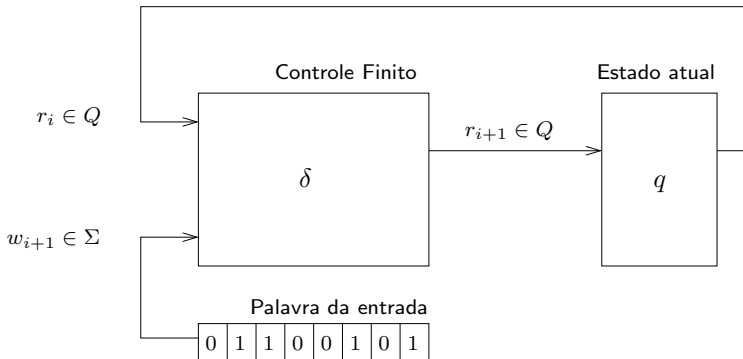 Controle Finito
Estado atual
r_i ∈ Q
r_{i+1} ∈ Q
δ
q
w_{i+1} ∈ Σ
Palavra da entrada
0 1 1 0 0 1 0 1